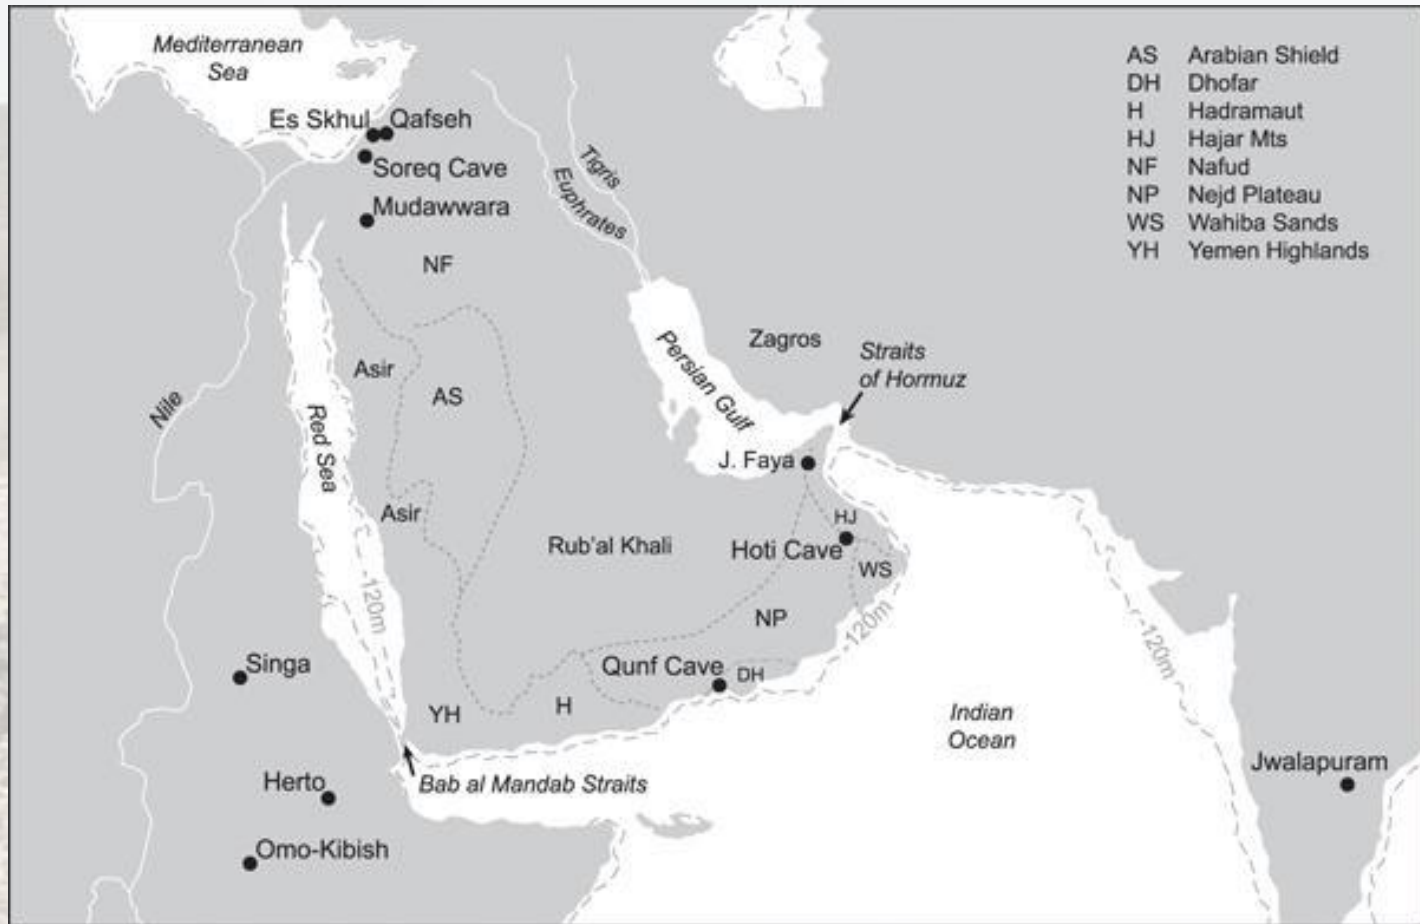 Mediterranean
Sea
AS Arabian Shield
DH Dhofar
H Hadramaut
HJ Hajar Mts
NF Nafud
NP Nejd Plateau
WS Wahiba Sands
YH Yemen Highlands
Es Skhul Qafseh
Soreq Cave
Mudawwara
Tigris
Euphrates
NF
Zagros
Straits
of Hormuz
Persian Gulf
Asir
AS
Nile
Red Sea
J. Faya
Asir
HJ
Rub'al Khali
Hoti Cave
WS
-120m
NP
-120m
-120m
Singa
Qunf Cave
DH
YH
H
Indian
Ocean
Bab al Mandab Straits
Herto
Jwalapuram
Omo-Kibish